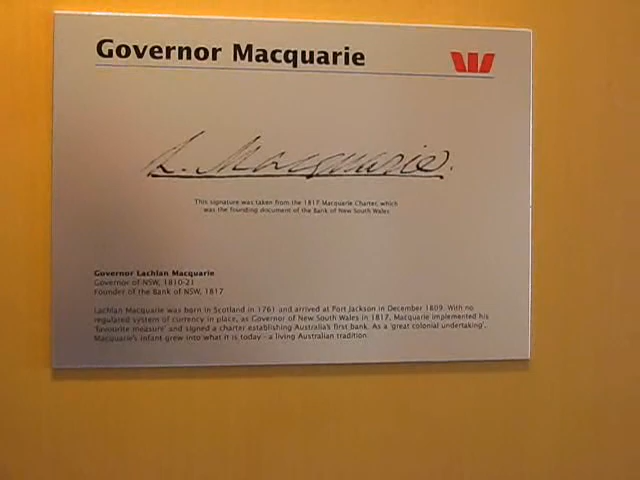 Governor Macquarie
L. Macquarie.
This signature was taken from the 1817 Macquarie Charter, which
was the founding document of the Bank of New South Wales
Governor Lachlan Macquarie
Governor of NSW, 1810-21
Founder of the Bank of NSW, 1817
Lachlan Macquarie was born in Scotland in 1761 and arrived at Port Jackson in December 1809. With no
regulated system of currency in place, as Governor of New South Wales in 1817, Macquarie implemented his
'favourite measure' and signed a charter establishing Australia's first bank. As a 'great colonial undertaking',
Macquarie's infant grew into what it is today - a living Australian tradition.